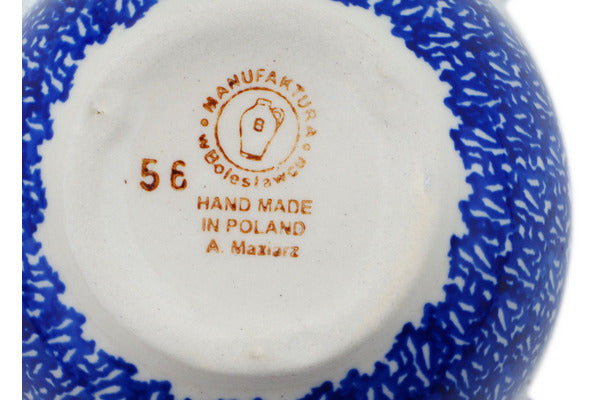 MANUFAKTURA
w Bolesławcu
B
56
HAND MADE
IN POLAND
A. Maziarz